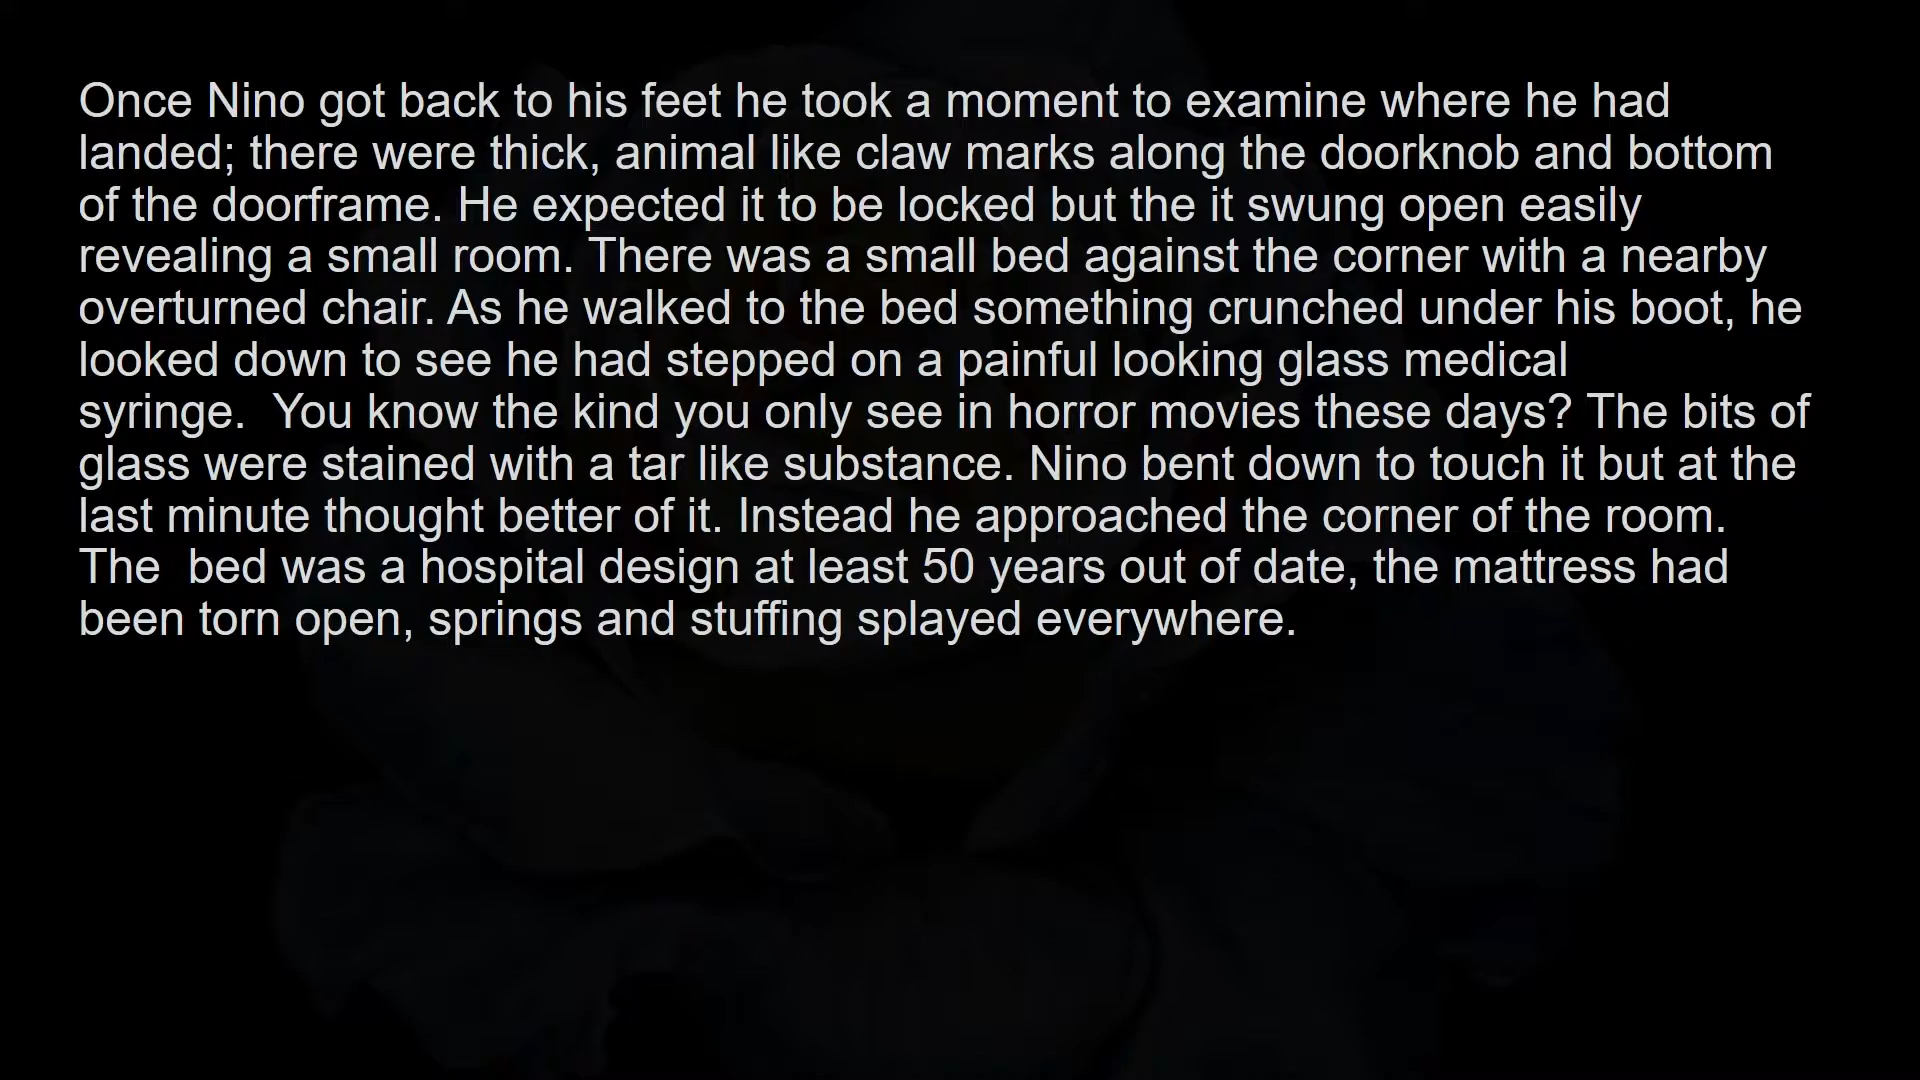 Once Nino got back to his feet he took a moment to examine where he had
landed; there were thick, animal like claw marks along the doorknob and bottom
of the doorframe. He expected it to be locked but the it swung open easily
revealing a small room. There was a small bed against the corner with a nearby
overturned chair. As he walked to the bed something crunched under his boot, he
looked down to see he had stepped on a painful looking glass medical
syringe.  You know the kind you only see in horror movies these days? The bits of
glass were stained with a tar like substance. Nino bent down to touch it but at the
last minute thought better of it. Instead he approached the corner of the room.
The  bed was a hospital design at least 50 years out of date, the mattress had
been torn open, springs and stuffing splayed everywhere.